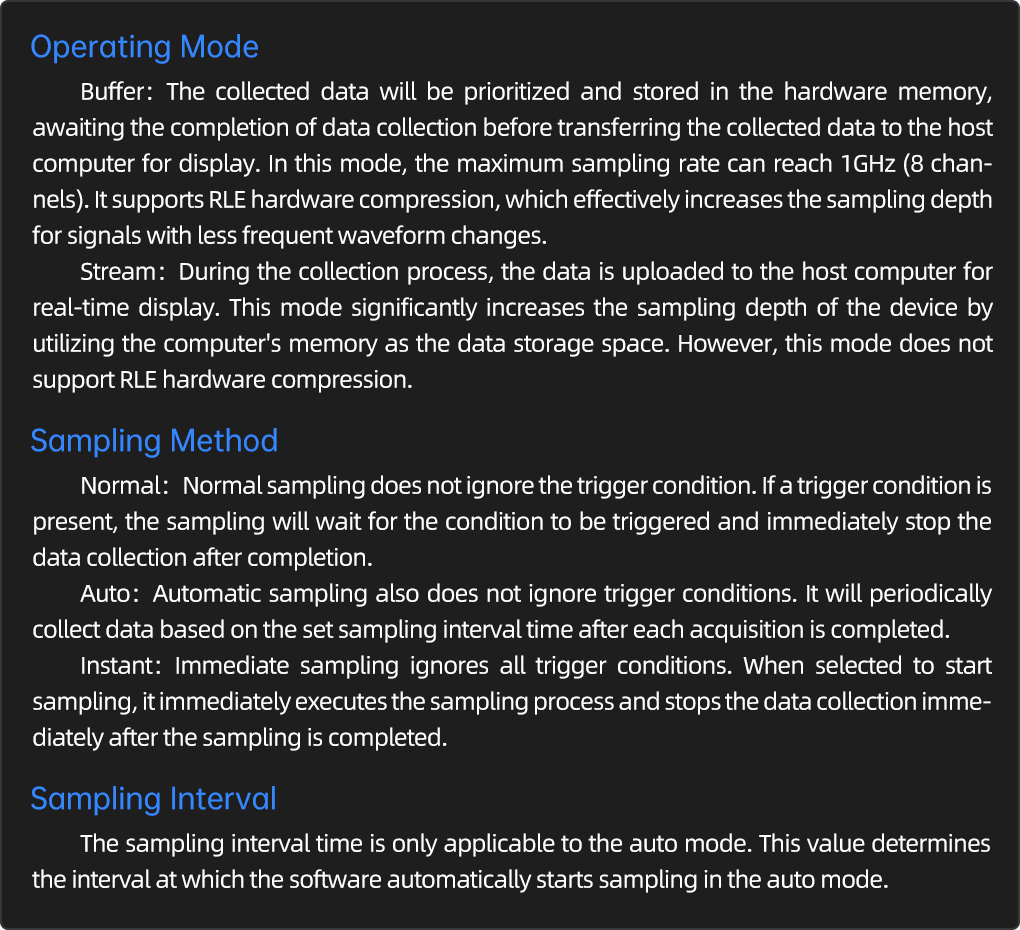 Operating Mode
Buffer：The collected data will be prioritized and stored in the hardware memory,
awaiting the completion of data collection before transferring the collected data to the host
computer for display. In this mode, the maximum sampling rate can reach 1GHz (8 chan-
nels). It supports RLE hardware compression, which effectively increases the sampling depth
for signals with less frequent waveform changes.
Stream：During the collection process, the data is uploaded to the host computer for
real-time display. This mode significantly increases the sampling depth of the device by
utilizing the computer's memory as the data storage space. However, this mode does not
support RLE hardware compression.
Sampling Method
Normal：Normal sampling does not ignore the trigger condition. If a trigger condition is
present, the sampling will wait for the condition to be triggered and immediately stop the
data collection after completion.
Auto：Automatic sampling also does not ignore trigger conditions. It will periodically
collect data based on the set sampling interval time after each acquisition is completed.
Instant：Immediate sampling ignores all trigger conditions. When selected to start
sampling, it immediately executes the sampling process and stops the data collection imme-
diately after the sampling is completed.
Sampling Interval
The sampling interval time is only applicable to the auto mode. This value determines
the interval at which the software automatically starts sampling in the auto mode.